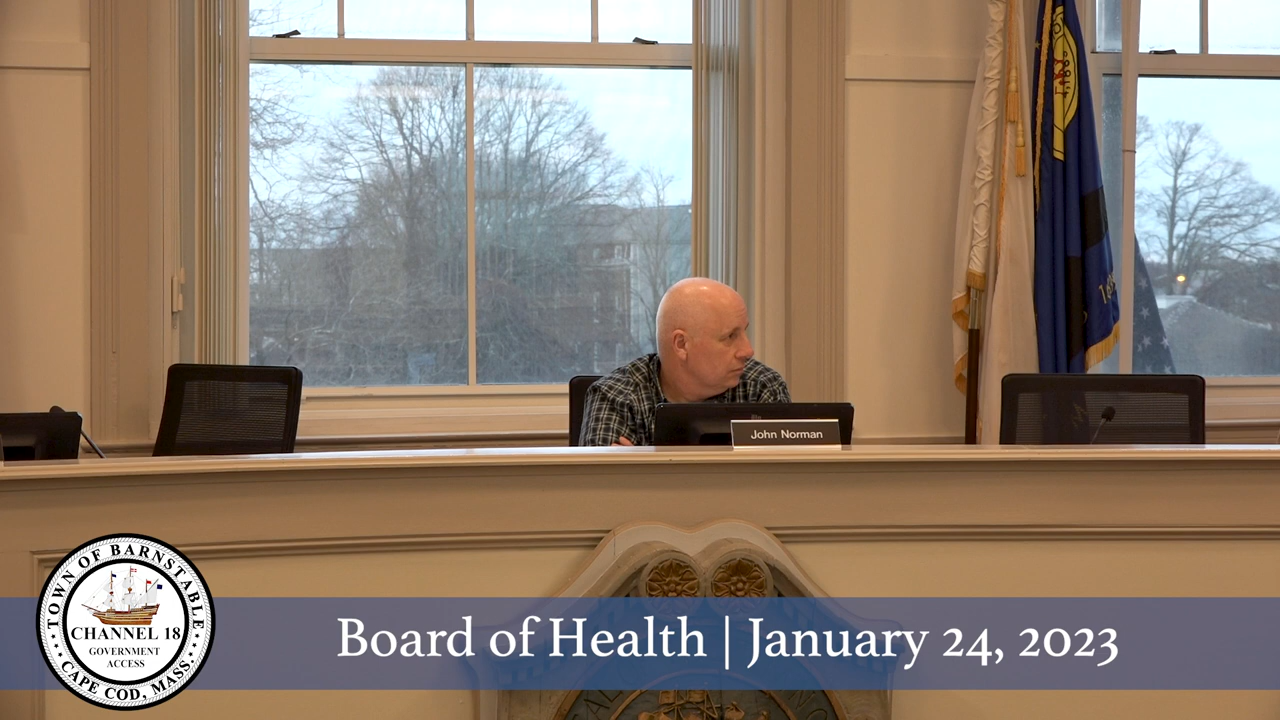 John Norman
TOWN OF BARNSTABLE
CHANNEL 18
GOVERNMENT
ACCESS
CAPE COD, MASS.
Board of Health | January 24, 2023